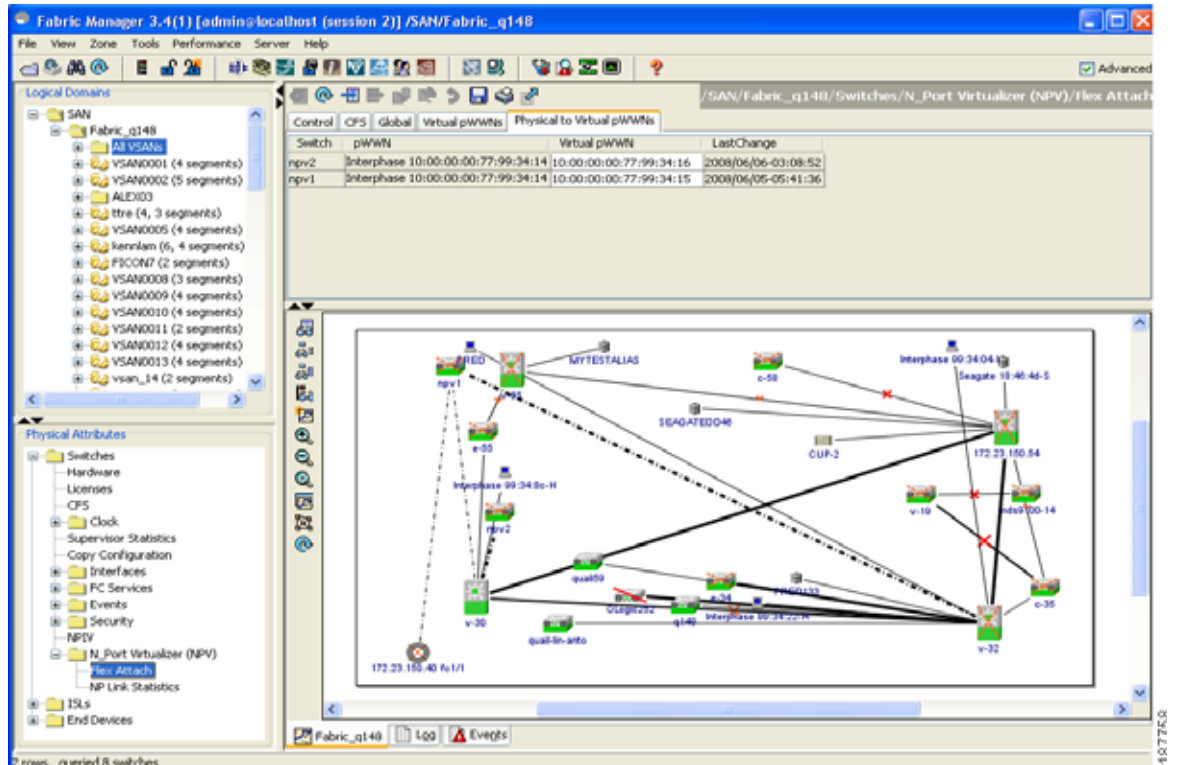 Fabric Manager 3.4(1) [admin@localhost (session 2)] /SAN/Fabric_q148
File View Zone Tools Performance Server Help
Advanced
Logical Domains
SAN
Fabric_q148
All VSANs
VSAN0001 (4 segments)
VSAN0002 (5 segments)
ALEX03
ttre (4, 3 segments)
VSAN0005 (4 segments)
kennlam (6, 4 segments)
FICON7 (2 segments)
VSAN0008 (3 segments)
VSAN0009 (4 segments)
VSAN0010 (4 segments)
VSAN0011 (2 segments)
VSAN0012 (4 segments)
VSAN0013 (4 segments)
vsan_14 (2 segments)
Physical Attributes
Switches
Hardware
Licenses
CFS
Clock
Supervisor Statistics
Copy Configuration
Interfaces
FC Services
Events
Security
NPIV
N_Port Virtualizer (NPV)
Flex Attach
NP Link Statistics
ISLs
End Devices
2 rows, queried 8 switches
/SAN/Fabric_q148/Switches/N_Port Virtualizer (NPV)/Flex Attach
Control CFS Global Virtual pWWNs Physical to Virtual pWWNs
Switch pWWN Virtual pWWN LastChange
npv2 Interphase 10:00:00:00:77:99:34:14 10:00:00:00:77:99:34:16 2008/06/06-03:08:52
npv1 Interphase 10:00:00:00:77:99:34:14 10:00:00:00:77:99:34:15 2008/06/05-05:41:36
FRED
MYTESTALIAS
npv1
c-58
Interphase 99:34:04
Seagate 18:46:4d-S
SEAGATEDD46
CUP-2
172.23.150.54
e-55
Interphase 99:34:8c-H
npv2
v-19
mds9100-14
quail59
e-34
QLogic252
q148
Interphase 99:34:22-H
quail-lin-anto
v-30
c-35
v-32
172.23.150.40 fc1/1
Fabric_q148 Log Events
187758